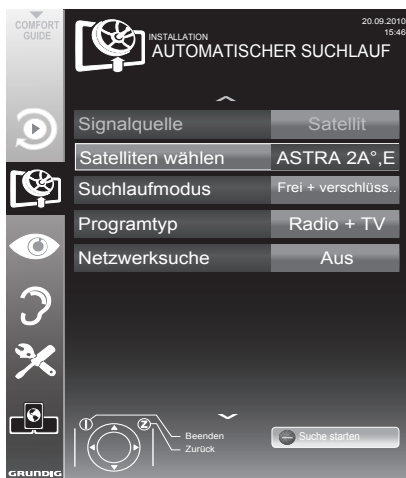 COMFORT
GUIDE
20.09.2010
15:46
INSTALLATION
AUTOMATISCHER SUCHLAUF
Signalquelle Satellit
Satelliten wählen ASTRA 2A°,E
Suchlaufmodus Frei + verschlüss..
Programtyp Radio + TV
Netzwerksuche Aus
Z
Beenden
Zurück
Suche starten
GRUNDIG